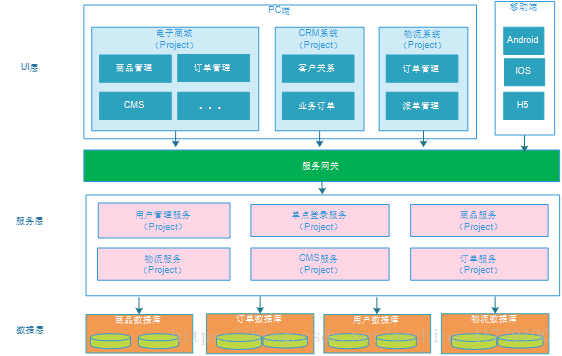 PC端
移动端
电子商城
（Project）
CRM系统
（Project）
物流系统
（Project）
Android
UI层
商品管理
订单管理
客户关系
订单管理
IOS
CMS
...
业务订单
派单管理
H5
服务网关
用户管理服务
（Project）
单点登录服务
（Project）
商品服务
（Project）
服务层
物流服务
（Project）
CMS服务
（Project）
订单服务
（Project）
商品数据库
订单数据库
用户数据库
物流数据库
数据层